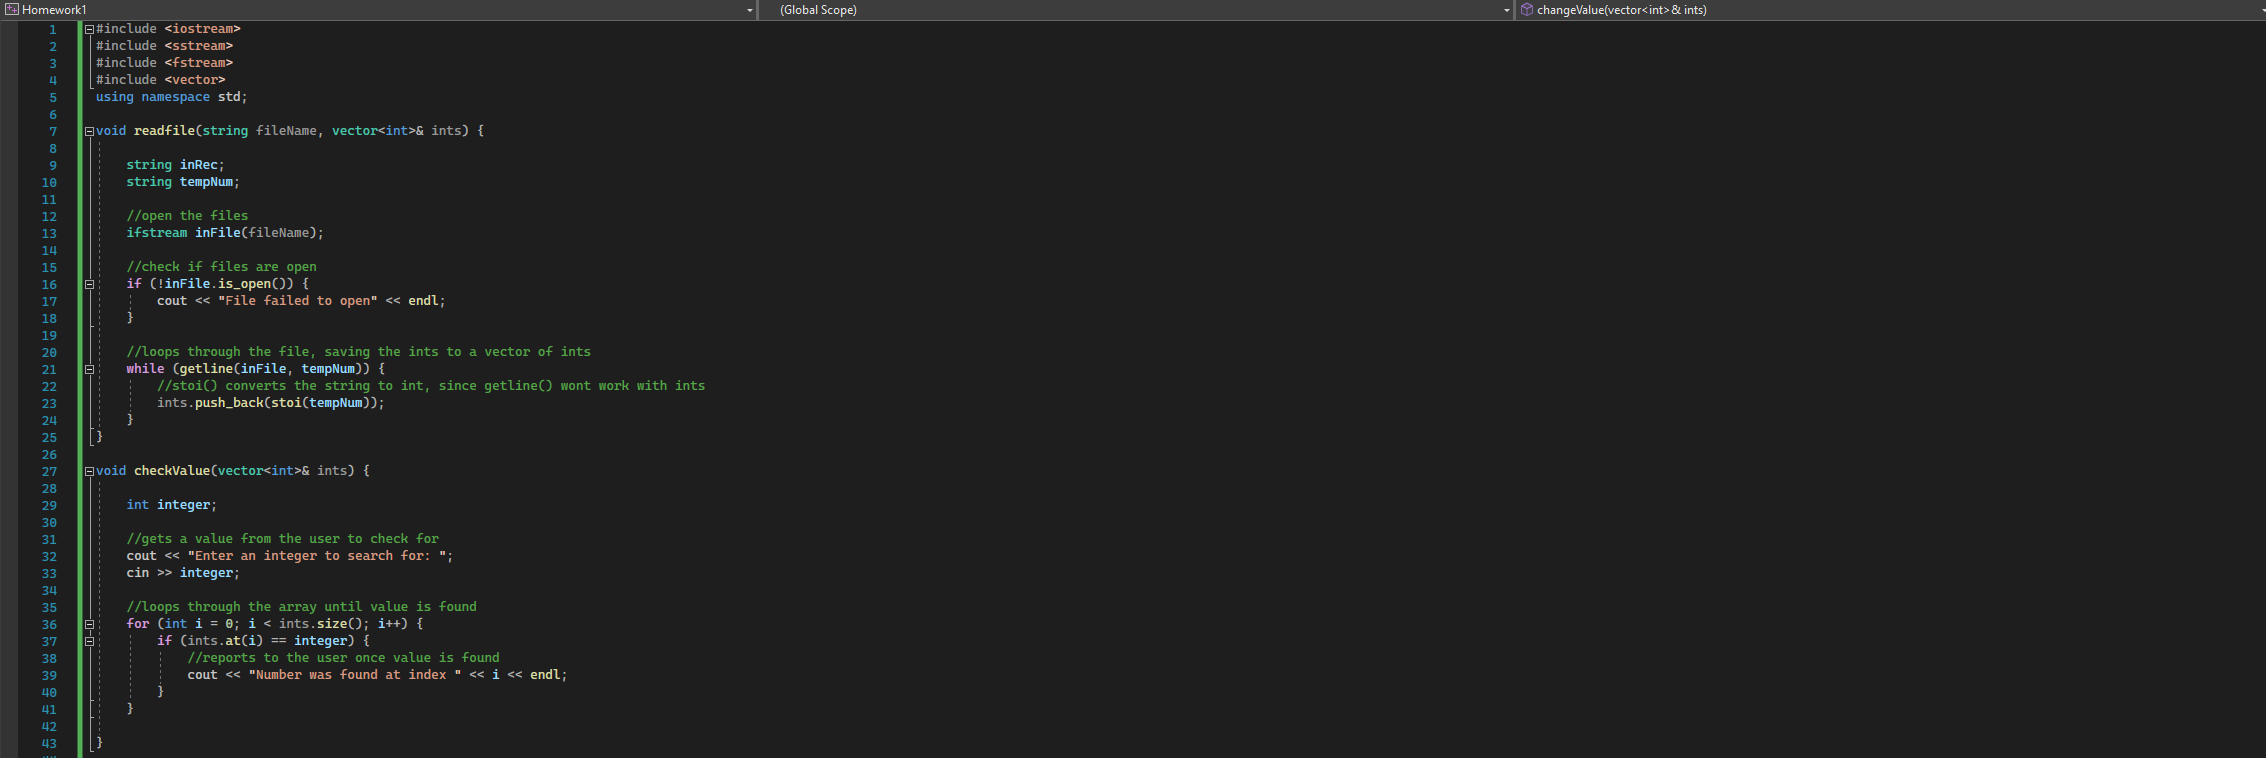 Homework1 (Global Scope) changeValue(vector<int>& ints)
1 #include <iostream>
2 #include <sstream>
3 #include <fstream>
4 #include <vector>
5 using namespace std;
6
7 void readfile(string fileName, vector<int>& ints) {
8
9 string inRec;
10 string tempNum;
11
12 //open the files
13 ifstream inFile(fileName);
14
15 //check if files are open
16 if (!inFile.is_open()) {
17 cout << "File failed to open" << endl;
18 }
19
20 //loops through the file, saving the ints to a vector of ints
21 while (getline(inFile, tempNum)) {
22 //stoi() converts the string to int, since getline() wont work with ints
23 ints.push_back(stoi(tempNum));
24 }
25 }
26
27 void checkValue(vector<int>& ints) {
28
29 int integer;
30
31 //gets a value from the user to check for
32 cout << "Enter an integer to search for: ";
33 cin >> integer;
34
35 //loops through the array until value is found
36 for (int i = 0; i < ints.size(); i++) {
37 if (ints.at(i) == integer) {
38 //reports to the user once value is found
39 cout << "Number was found at index " << i << endl;
40 }
41 }
42
43 }